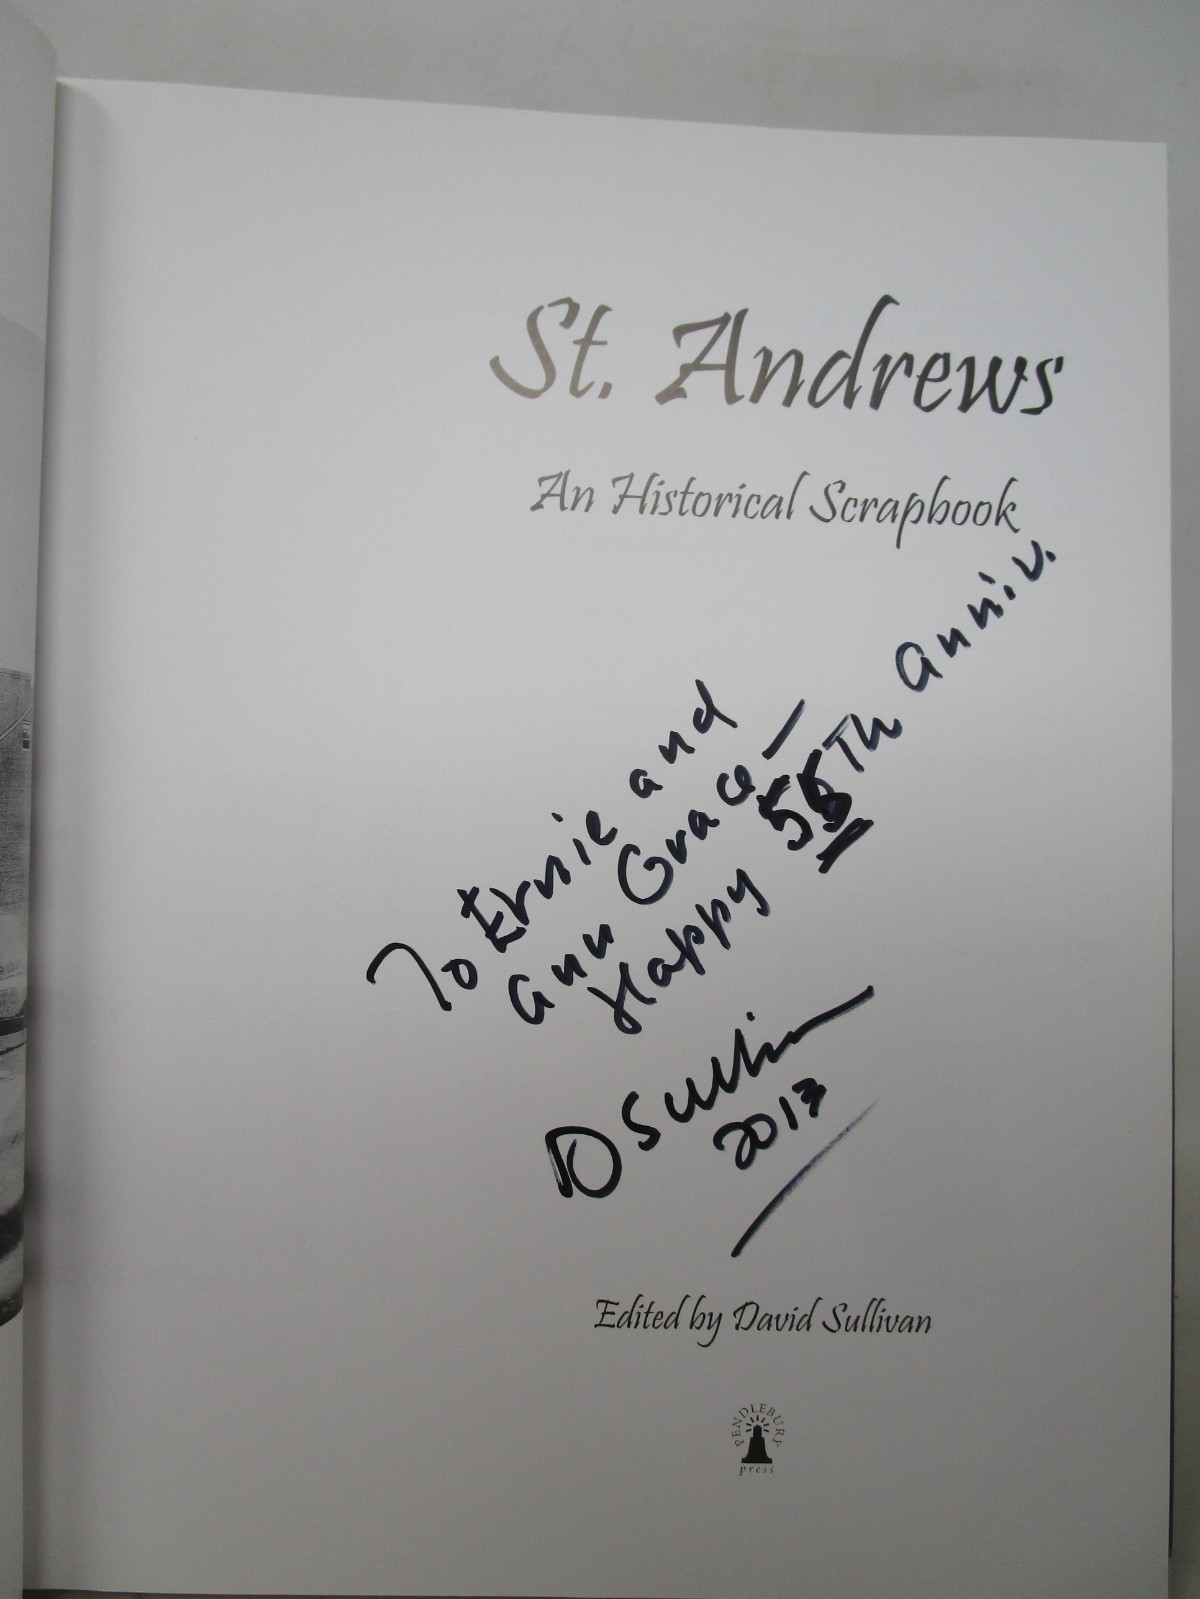 St. Andrews
An Historical Scrapbook
To Ernie and
Ann Grace –
Happy 55Th Anniv.
D Sullivan
2013
Edited by David Sullivan
PENDLEBURY
press